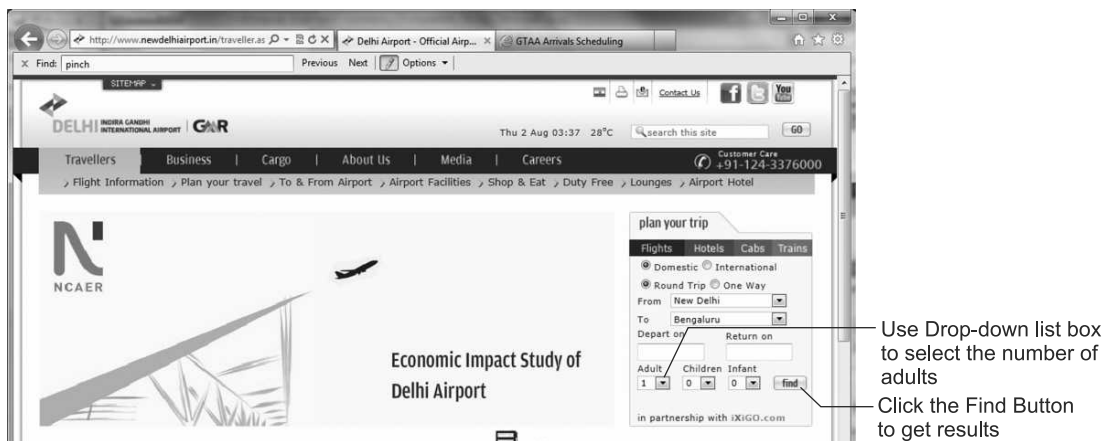 http://www.newdelhiairport.in/traveller.as
Delhi Airport - Official Airp...
GTAA Arrivals Scheduling
x Find: pinch Previous Next Options
SITEMAP
Contact Us
You Tube
DELHI INDIRA GANDHI INTERNATIONAL AIRPORT GMR
Thu 2 Aug 03:37 28°C search this site GO
Travellers | Business | Cargo | About Us | Media | Careers
Customer Care
+91-124-3376000
Flight Information Plan your travel To & From Airport Airport Facilities Shop & Eat Duty Free Lounges Airport Hotel
NCAER
Economic Impact Study of
Delhi Airport
plan your trip
Flights Hotels Cabs Trains
Domestic International
Round Trip One Way
From New Delhi
To Bengaluru
Depart on Return on
Adult Children Infant
1 0 0 find
in partnership with iXiGO.com
Use Drop-down list box
to select the number of
adults
Click the Find Button
to get results